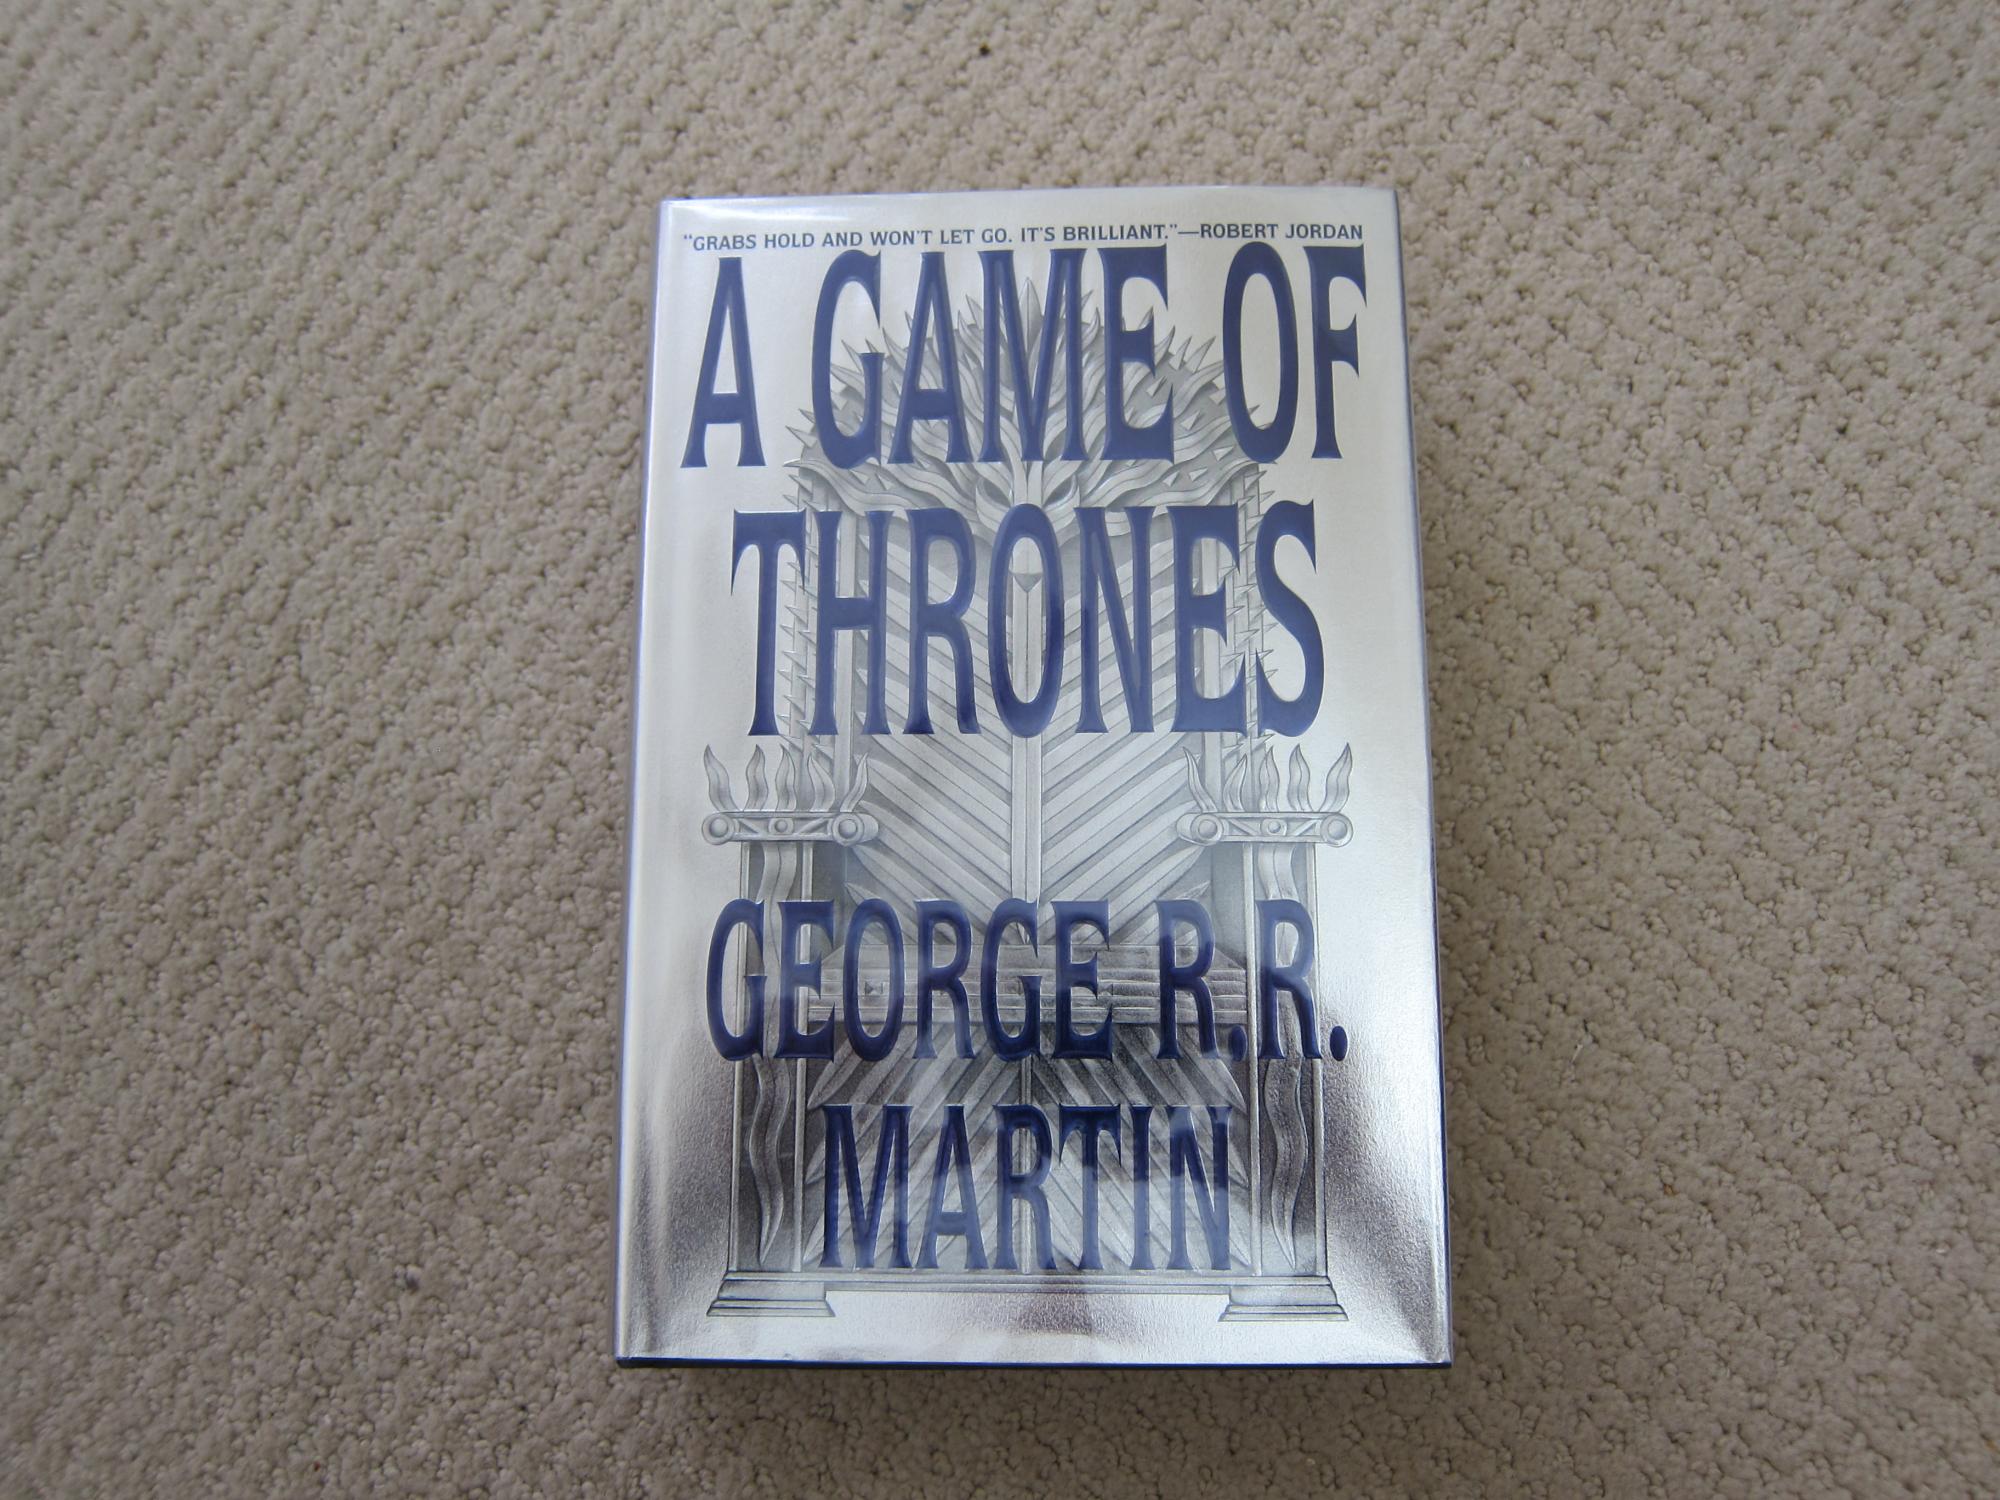 "GRABS HOLD AND WON'T LET GO. IT'S BRILLIANT."—ROBERT JORDAN
A GAME OF
THRONES
GEORGE R.R.
MARTIN